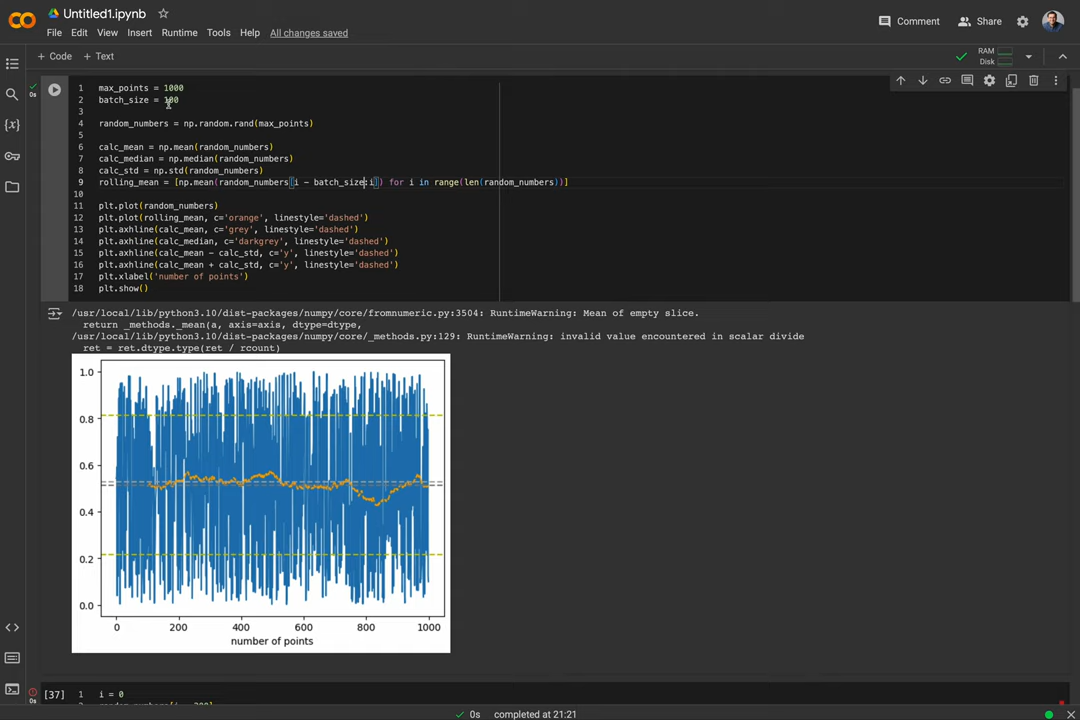 Untitled1.ipynb
File Edit View Insert Runtime Tools Help All changes saved
Comment Share
+ Code + Text
RAM
Disk
1 max_points = 1000
2 batch_size = 100
3
4 random_numbers = np.random.rand(max_points)
5
6 calc_mean = np.mean(random_numbers)
7 calc_median = np.median(random_numbers)
8 calc_std = np.std(random_numbers)
9 rolling_mean = [np.mean(random_numbers[i - batch_size:i]) for i in range(len(random_numbers))]
10
11 plt.plot(random_numbers)
12 plt.plot(rolling_mean, c='orange', linestyle='dashed')
13 plt.axhline(calc_mean, c='grey', linestyle='dashed')
14 plt.axhline(calc_median, c='darkgrey', linestyle='dashed')
15 plt.axhline(calc_mean - calc_std, c='y', linestyle='dashed')
16 plt.axhline(calc_mean + calc_std, c='y', linestyle='dashed')
17 plt.xlabel('number of points')
18 plt.show()
0s
/usr/local/lib/python3.10/dist-packages/numpy/core/fromnumeric.py:3504: RuntimeWarning: Mean of empty slice.
return _methods._mean(a, axis=axis, dtype=dtype,
/usr/local/lib/python3.10/dist-packages/numpy/core/_methods.py:129: RuntimeWarning: invalid value encountered in scalar divide
ret = ret.dtype.type(ret / rcount)
1.0
0.8
0.6
0.4
0.2
0.0
0 200 400 600 800 1000
number of points
[37] 1 i = 0
0s
0s completed at 21:21